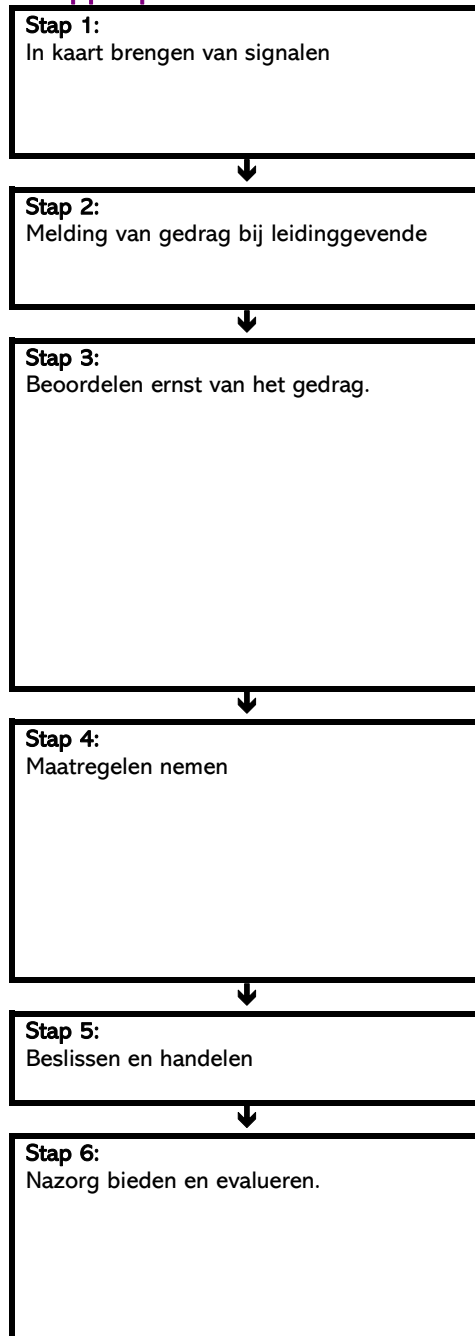 Stap 1:
In kaart brengen van signalen
Stap 2:
Melding van gedrag bij leidinggevende
Stap 3:
Beoordelen ernst van het gedrag.
Stap 4:
Maatregelen nemen
Stap 5:
Beslissen en handelen
Stap 6:
Nazorg bieden en evalueren.